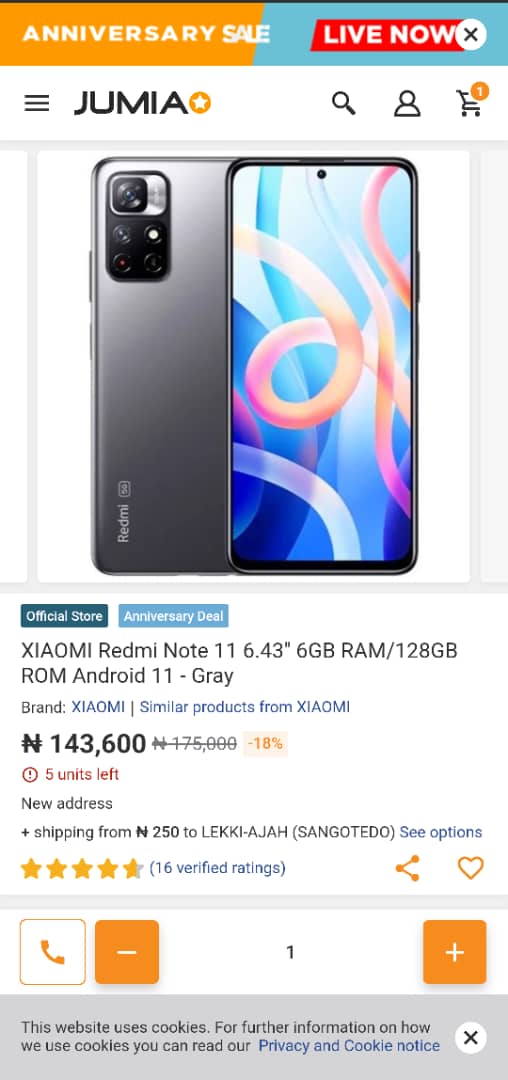 ANNIVERSARY SALE
LIVE NOW
JUMIA
1
Redmi 5G
Official Store
Anniversary Deal
XIAOMI Redmi Note 11 6.43" 6GB RAM/128GB
ROM Android 11 - Gray
Brand: XIAOMI | Similar products from XIAOMI
₦ 143,600 ₦ 175,000 -18%
5 units left
New address
+ shipping from ₦ 250 to LEKKI-AJAH (SANGOTEDO) See options
(16 verified ratings)
1
This website uses cookies. For further information on how
we use cookies you can read our Privacy and Cookie notice